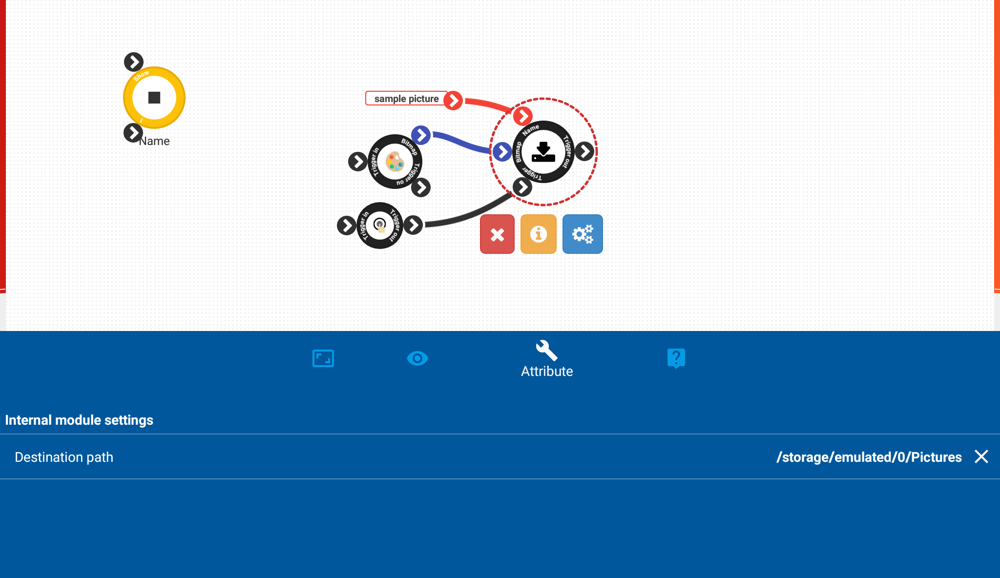 Show
1
Name
sample picture
Name
Bitmap
Trigger
Trigger out
Trigger in
Bitmap
Trigger ou
Trigger in
Trigger out
Attribute
Internal module settings
Destination path
/storage/emulated/0/Pictures